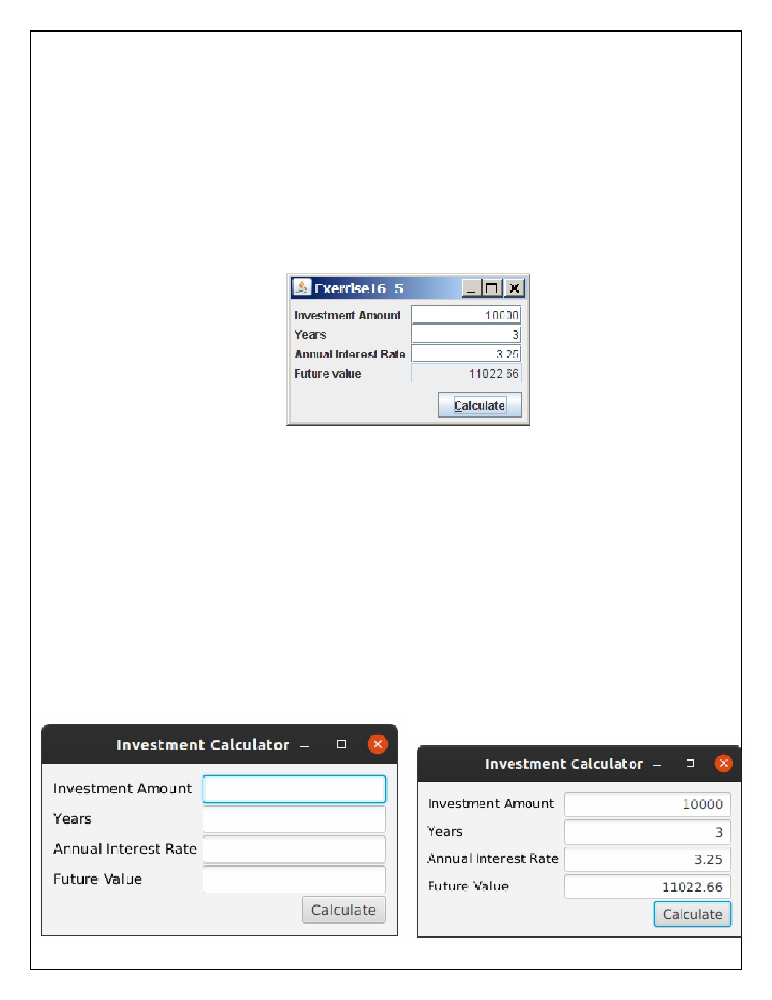 Exercise16_5
Investment Amount 10000
Years 3
Annual Interest Rate 3.25
Future value 11022.66
Calculate
Investment Calculator
Investment Amount
Years
Annual Interest Rate
Future Value
Calculate
Investment Calculator
Investment Amount 10000
Years 3
Annual Interest Rate 3.25
Future Value 11022.66
Calculate